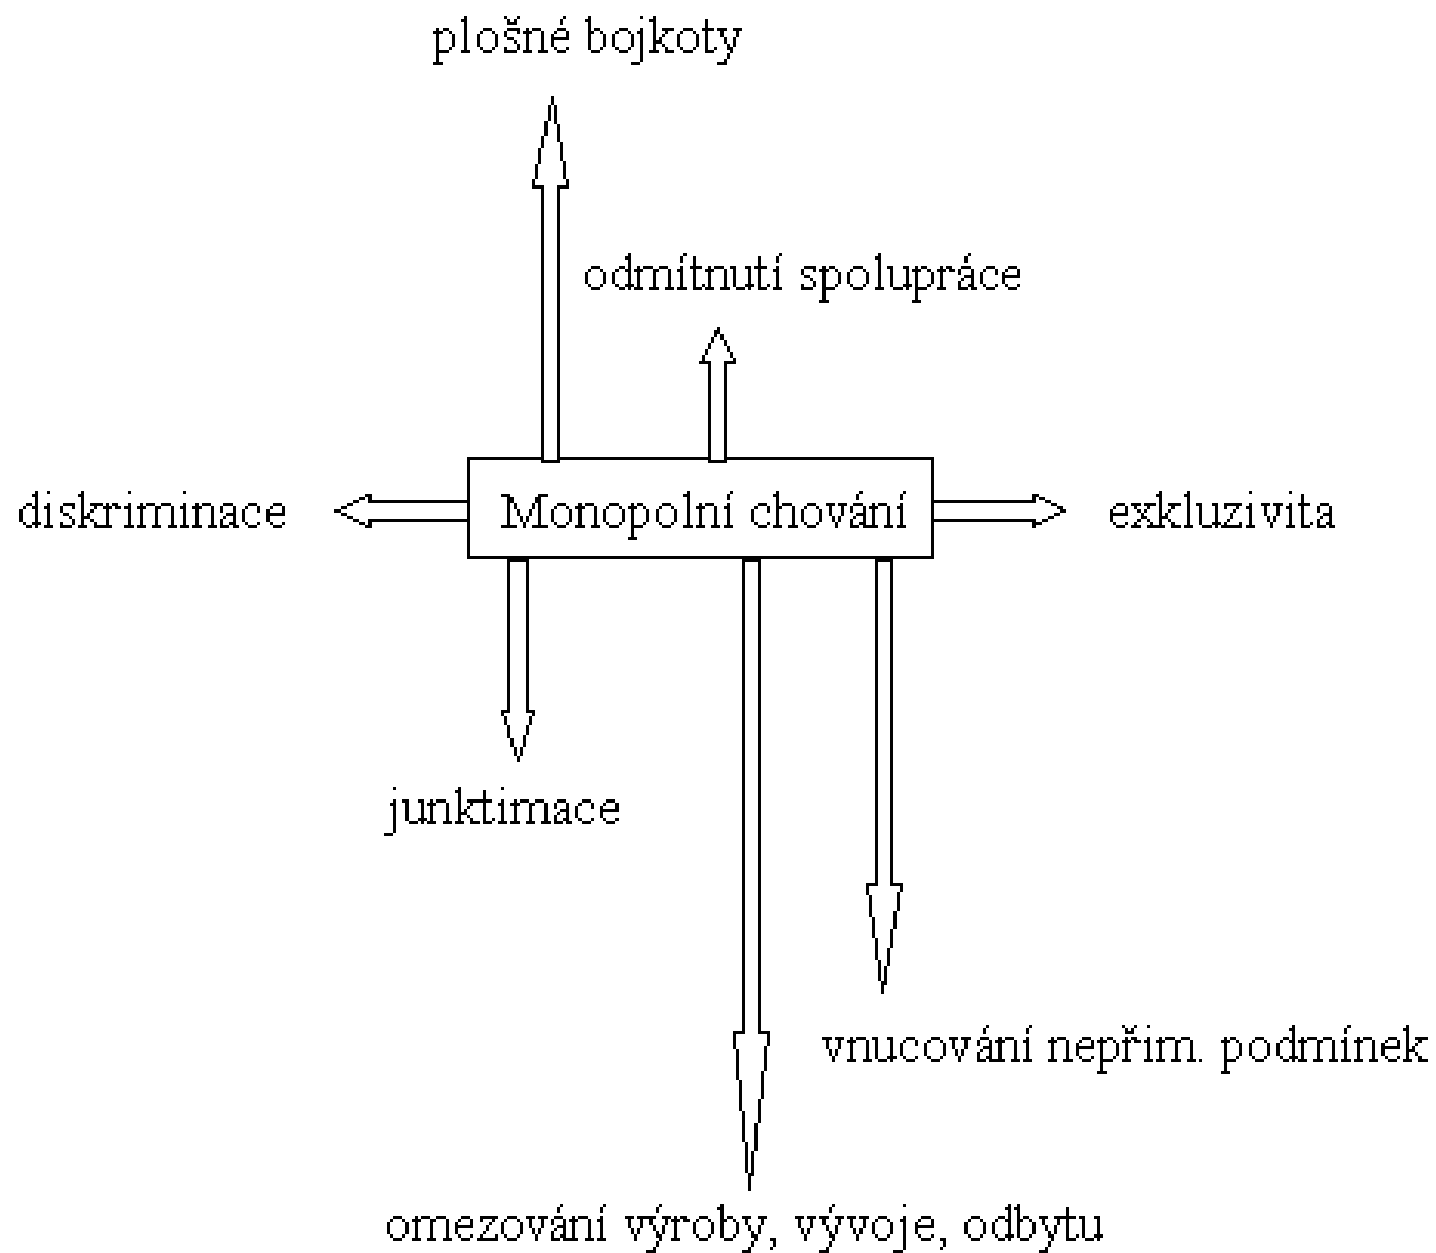 plošné bojkoty
odmítnutí spolupráce
diskriminace
Monopolní chování
exkluzivita
junktimace
vnucování nepřim. podmínek
omezování výroby, vývoje, odbytu